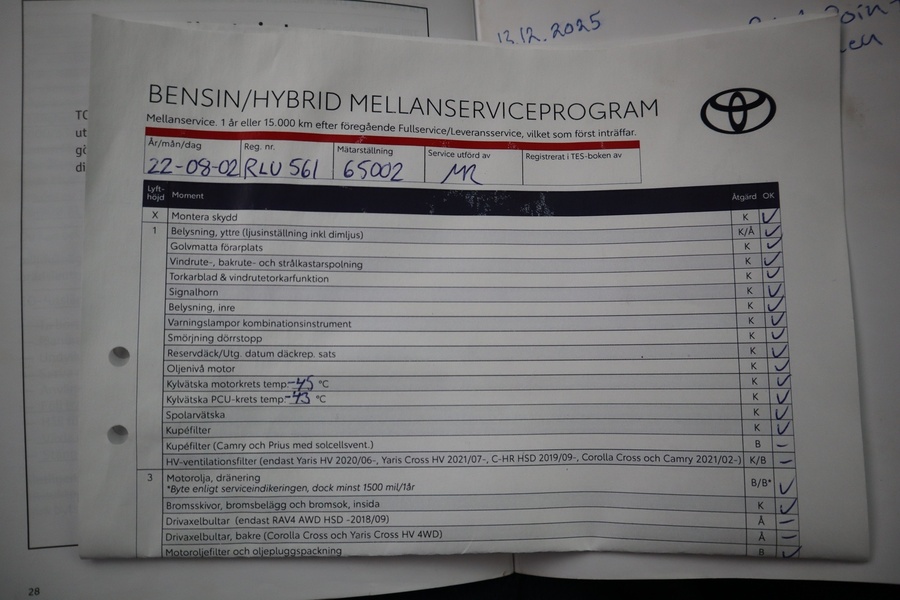 13.12.2025
TO
ut
gö
di
BENSIN/HYBRID MELLANSERVICEPROGRAM
Mellanservice. 1 år eller 15.000 km efter föregående Fullservice/Leveransservice, vilket som först inträffar.
År/mån/dag Reg. nr. Mätarställning Service utförd av Registrerat i TES-boken av
22-08-02 RLU 561 65002 MR
Lyft-höjd Moment Åtgärd OK
X Montera skydd K ✓
1 Belysning, yttre (ljusinställning inkl dimljus) K/Å ✓
Golvmatta förarplats K ✓
Vindrute-, bakrute- och strålkastarspolning K ✓
Torkarblad & vindrutetorkarfunktion K ✓
Signalhorn K ✓
Belysning, inre K ✓
Varningslampor kombinationsinstrument K ✓
Smörjning dörrstopp K ✓
Reservdäck/Utg. datum däckrep. sats K ✓
Oljenivå motor K ✓
Kylvätska motorkrets temp: -45 °C K ✓
Kylvätska PCU-krets temp: -43 °C K ✓
Spolarvätska K ✓
Kupéfilter K ✓
Kupéfilter (Camry och Prius med solcellsvent.) B –
HV-ventilationsfilter (endast Yaris HV 2020/06-, Yaris Cross HV 2021/07-, C-HR HSD 2019/09-, Corolla Cross och Camry 2021/02-) K/B –
3 Motorolja, dränering B/B* ✓
*Byte enligt serviceindikeringen, dock minst 1500 mil/1år
Bromsskivor, bromsbelägg och bromsok, insida K ✓
Drivaxelbultar (endast RAV4 AWD HSD -2018/09) Å –
Drivaxelbultar, bakre (Corolla Cross och Yaris Cross HV 4WD) Å –
Motoroljefilter och oljepluggspackning B ✓
28